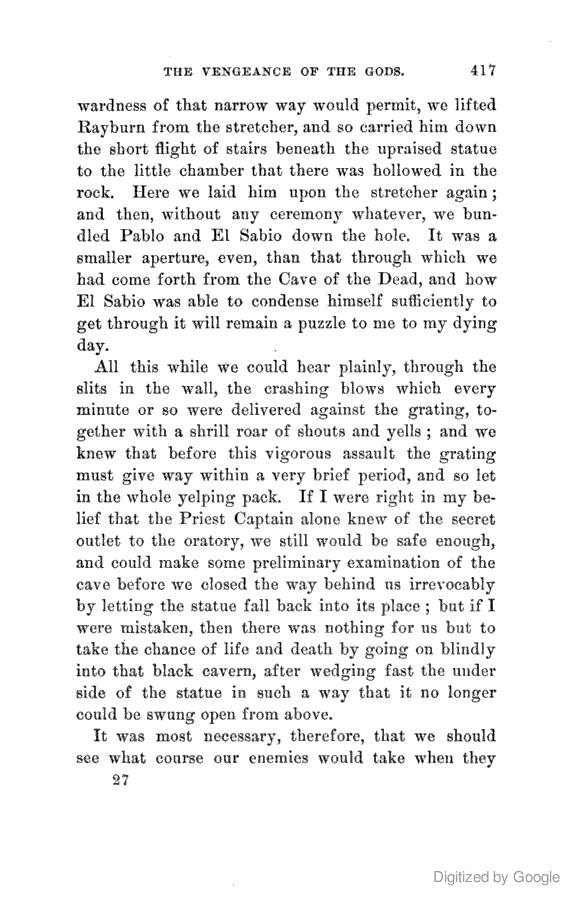 THE VENGEANCE OF THE GODS. 417
wardness of that narrow way would permit, we lifted
Rayburn from the stretcher, and so carried him down
the short flight of stairs beneath the upraised statue
to the little chamber that there was hollowed in the
rock. Here we laid him upon the stretcher again ;
and then, without any ceremony whatever, we bun-
dled Pablo and El Sabio down the hole. It was a
smaller aperture, even, than that through which we
had come forth from the Cave of the Dead, and how
El Sabio was able to condense himself sufficiently to
get through it will remain a puzzle to me to my dying
day.
All this while we could hear plainly, through the
slits in the wall, the crashing blows which every
minute or so were delivered against the grating, to-
gether with a shrill roar of shouts and yells ; and we
knew that before this vigorous assault the grating
must give way within a very brief period, and so let
in the whole yelping pack. If I were right in my be-
lief that the Priest Captain alone knew of the secret
outlet to the oratory, we still would be safe enough,
and could make some preliminary examination of the
cave before we closed the way behind us irrevocably
by letting the statue fall back into its place ; but if I
were mistaken, then there was nothing for us but to
take the chance of life and death by going on blindly
into that black cavern, after wedging fast the under
side of the statue in such a way that it no longer
could be swung open from above.
It was most necessary, therefore, that we should
see what course our enemies would take when they
27
Digitized by Google